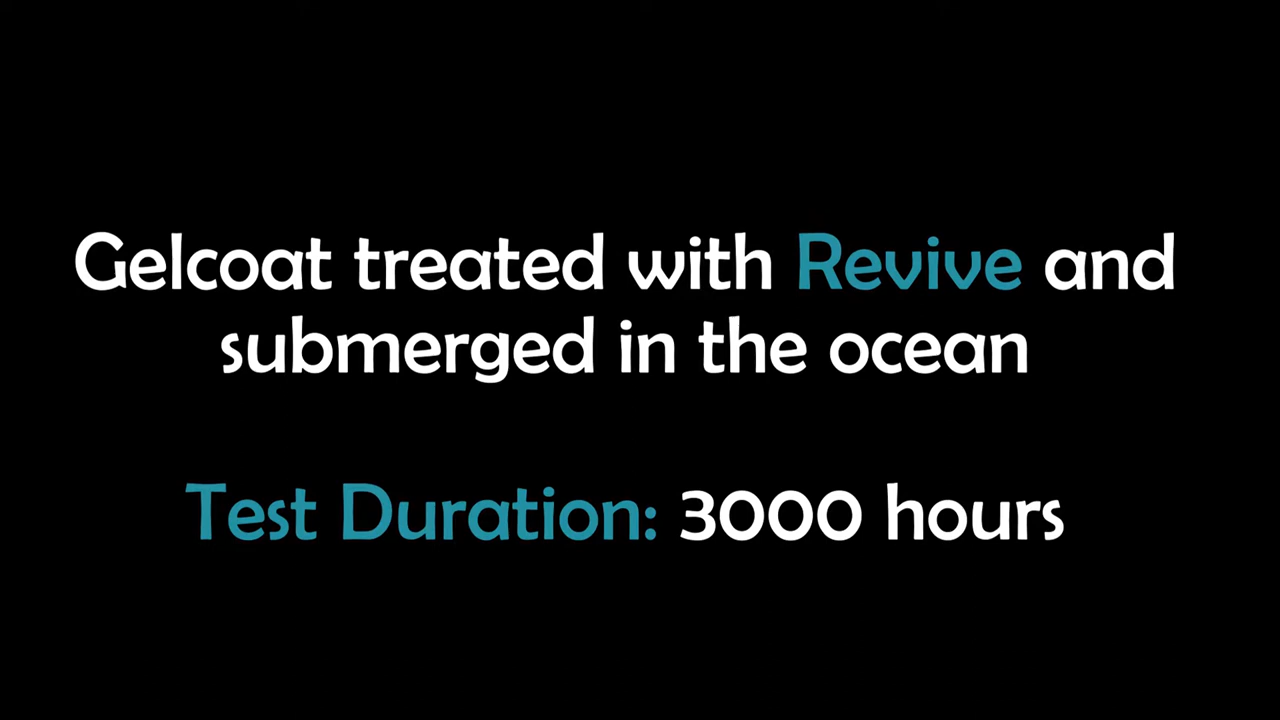 Gelcoat treated with Revive and
submerged in the ocean
Test Duration: 3000 hours